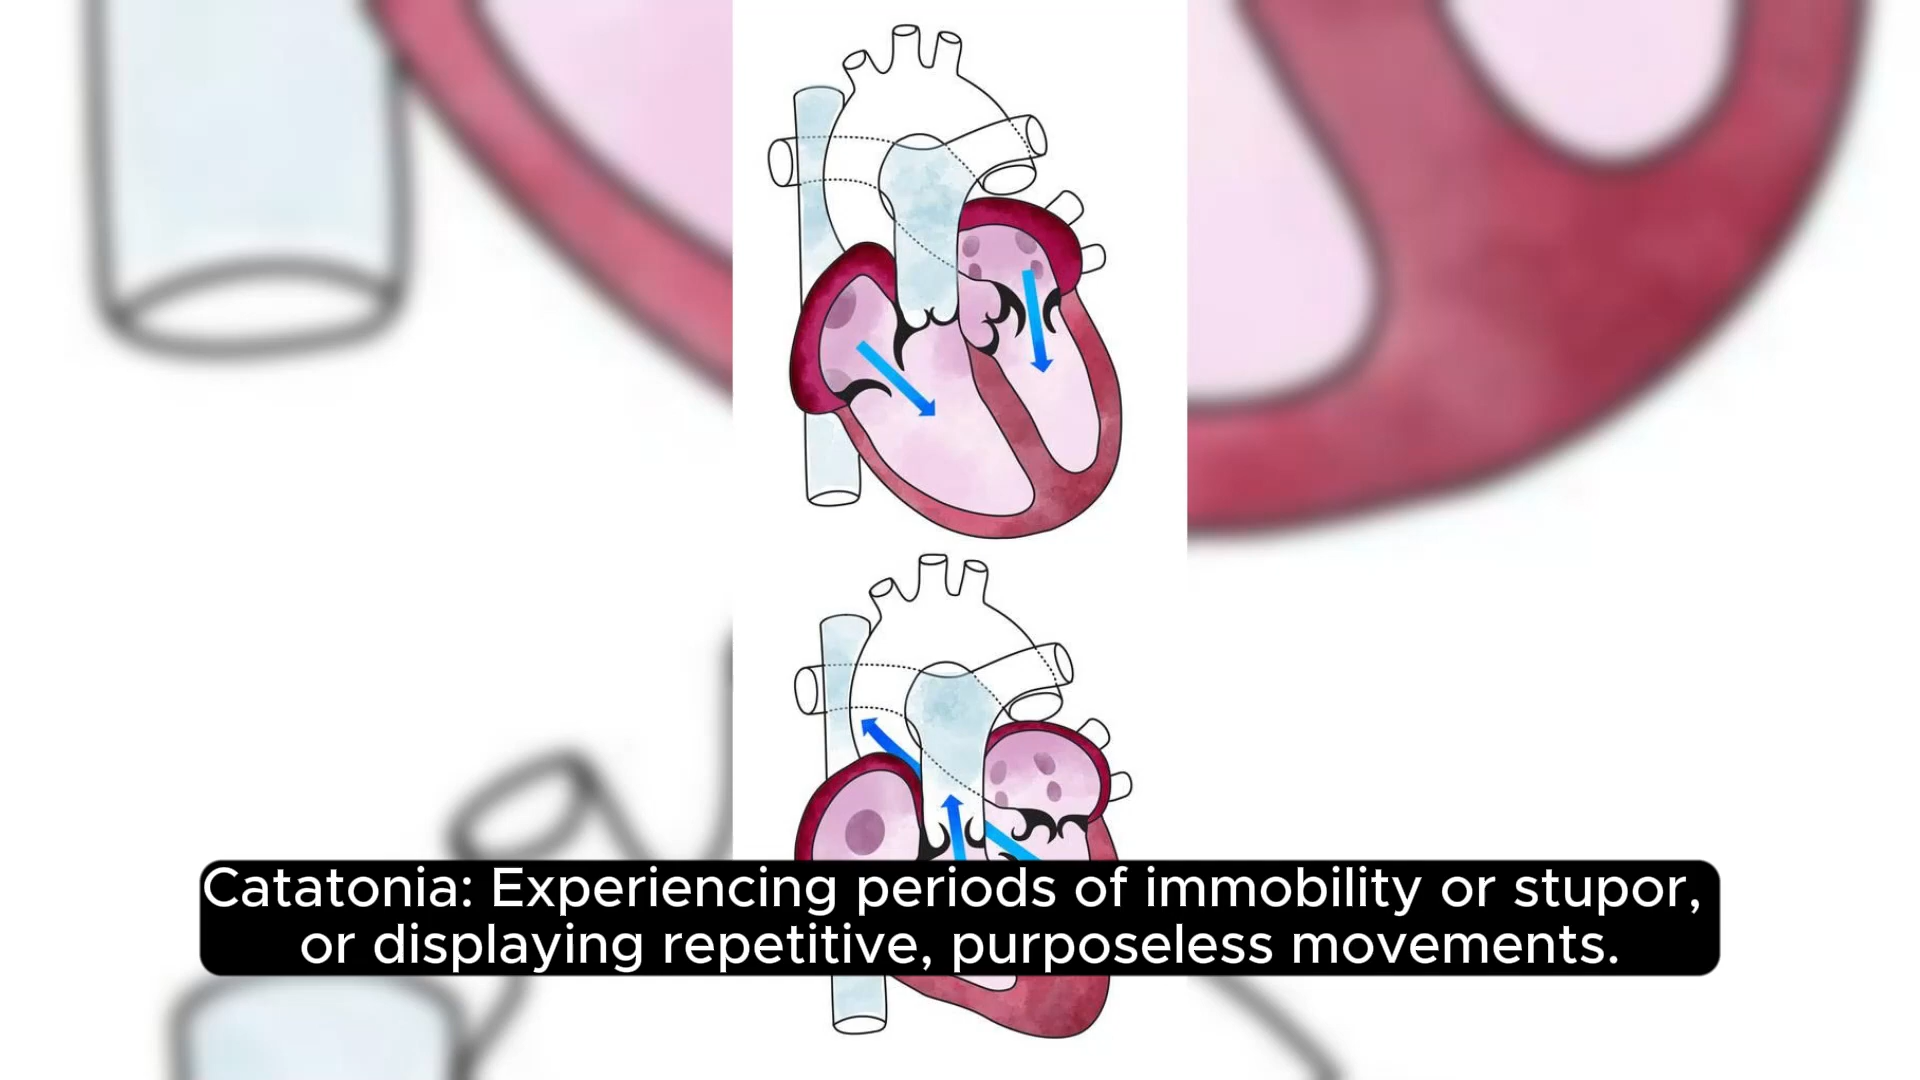 Catatonia: Experiencing periods of immobility or stupor,
or displaying repetitive, purposeless movements.